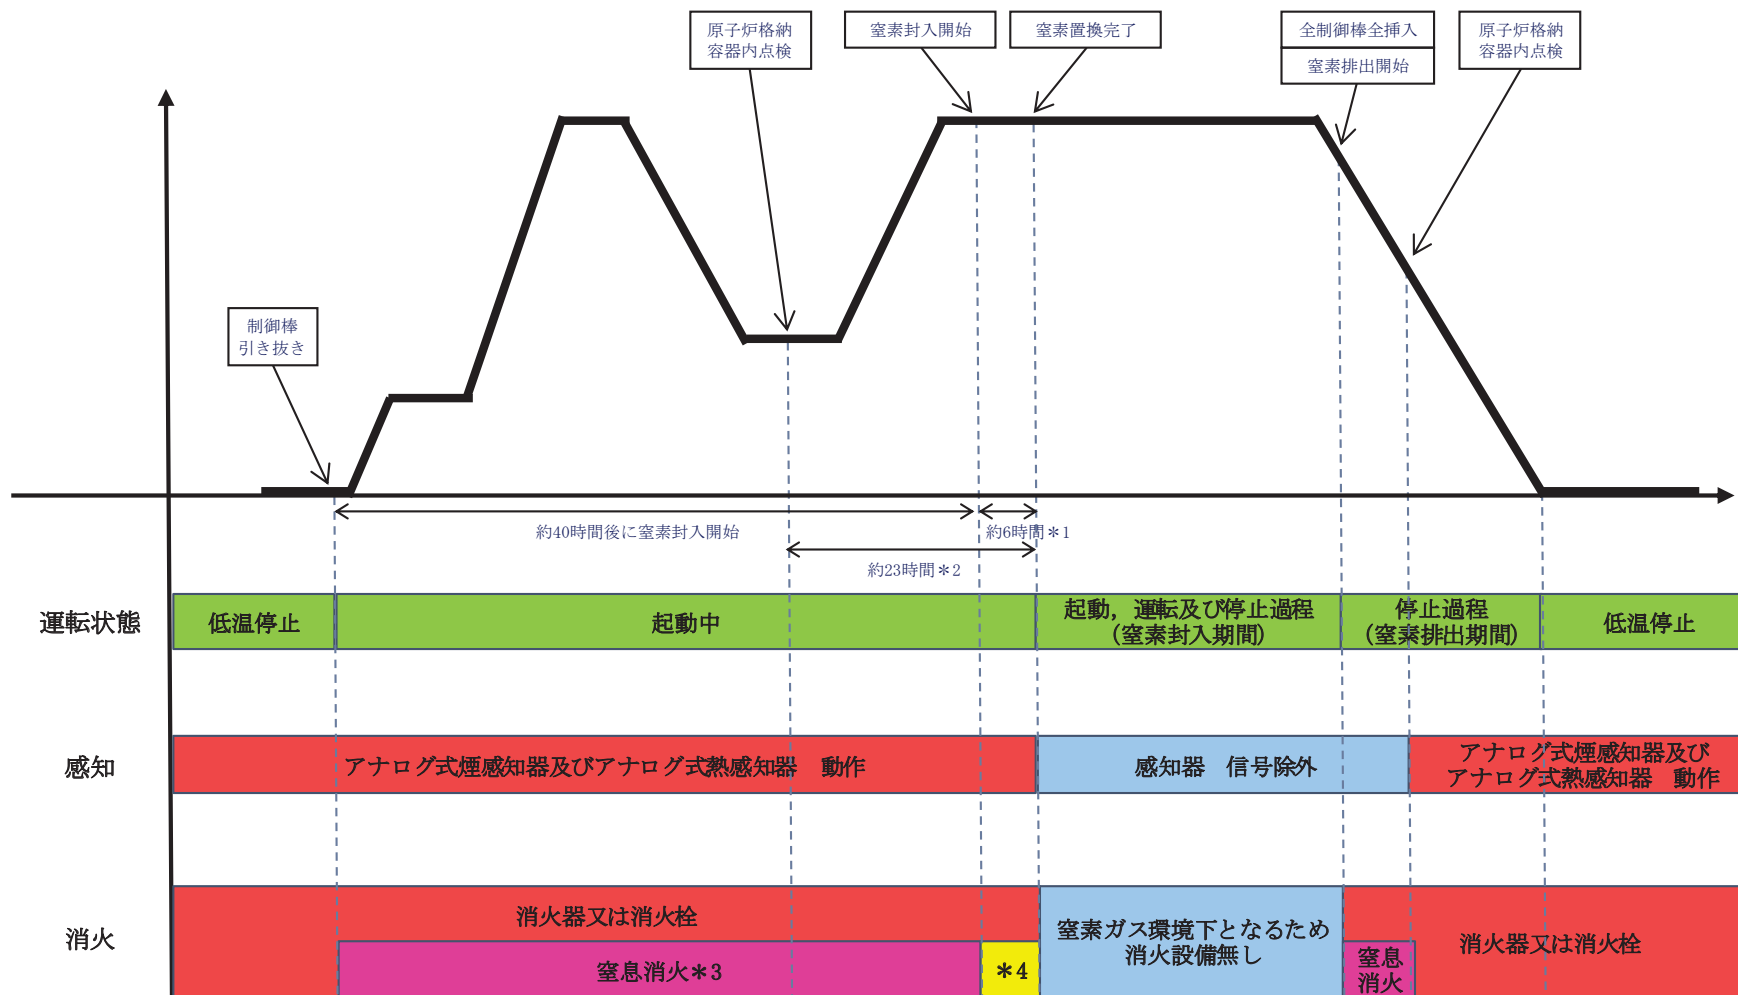 原子炉格納
容器内点検
窒素封入開始
窒素置換完了
全制御棒全挿入
窒素排出開始
原子炉格納
容器内点検
制御棒
引き抜き
約40時間後に窒素封入開始
約6時間＊1
約23時間＊2
運転状態
低温停止
起動中
起動，運転及び停止過程
（窒素封入期間）
停止過程
（窒素排出期間）
低温停止
感知
アナログ式煙感知器及びアナログ式熱感知器　動作
感知器　信号除外
アナログ式煙感知器及び
アナログ式熱感知器　動作
消火
消火器又は消火栓
窒息消火＊3
＊4
窒素ガス環境下となるため
消火設備無し
窒息
消火
消火器又は消火栓